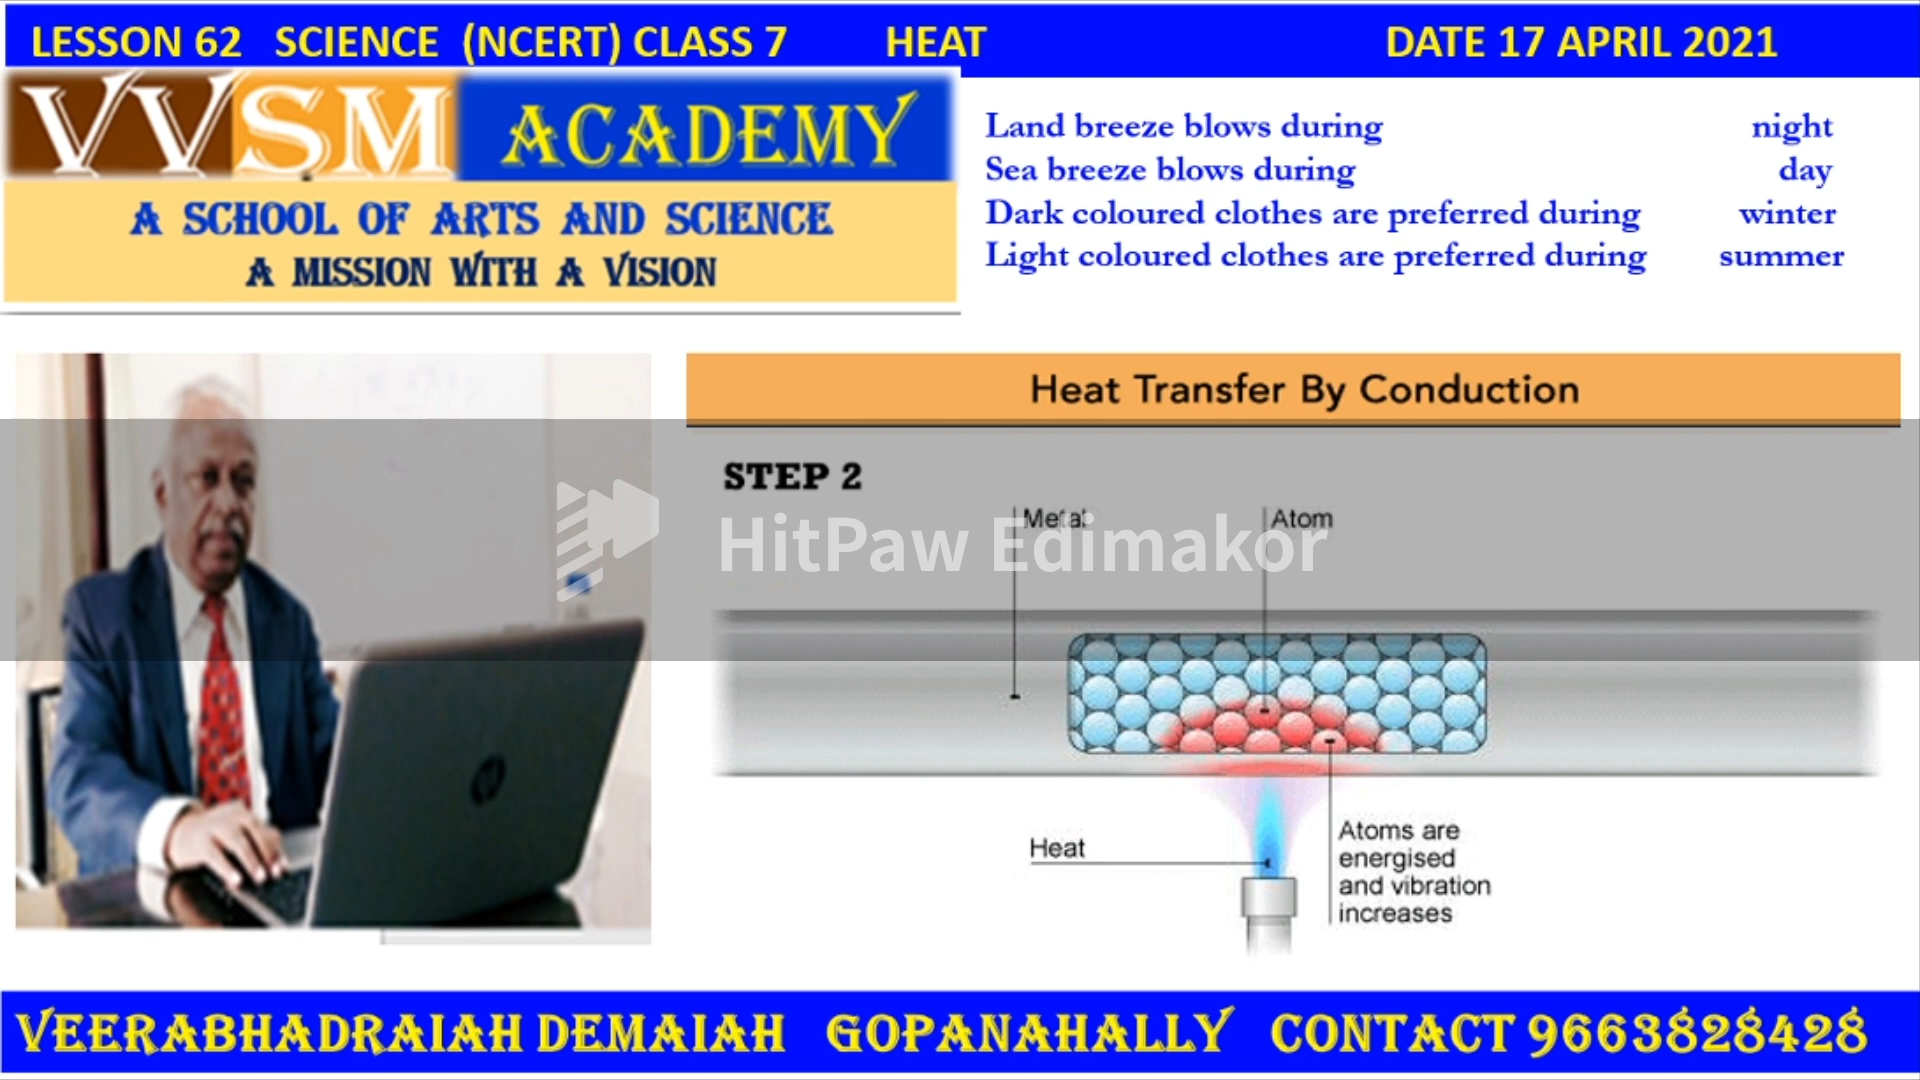 LESSON 62 SCIENCE (NCERT) CLASS 7 HEAT DATE 17 APRIL 2021
VVSM ACADEMY
A SCHOOL OF ARTS AND SCIENCE
A MISSION WITH A VISION
Land breeze blows during night
Sea breeze blows during day
Dark coloured clothes are preferred during winter
Light coloured clothes are preferred during summer
Heat Transfer By Conduction
STEP 2
Metal Atom
HitPaw Edimakor
Heat
Atoms are
energised
and vibration
increases
hp
VEERABHADRAIAH DEMAIAH GOPANAHALLY CONTACT 9663828428